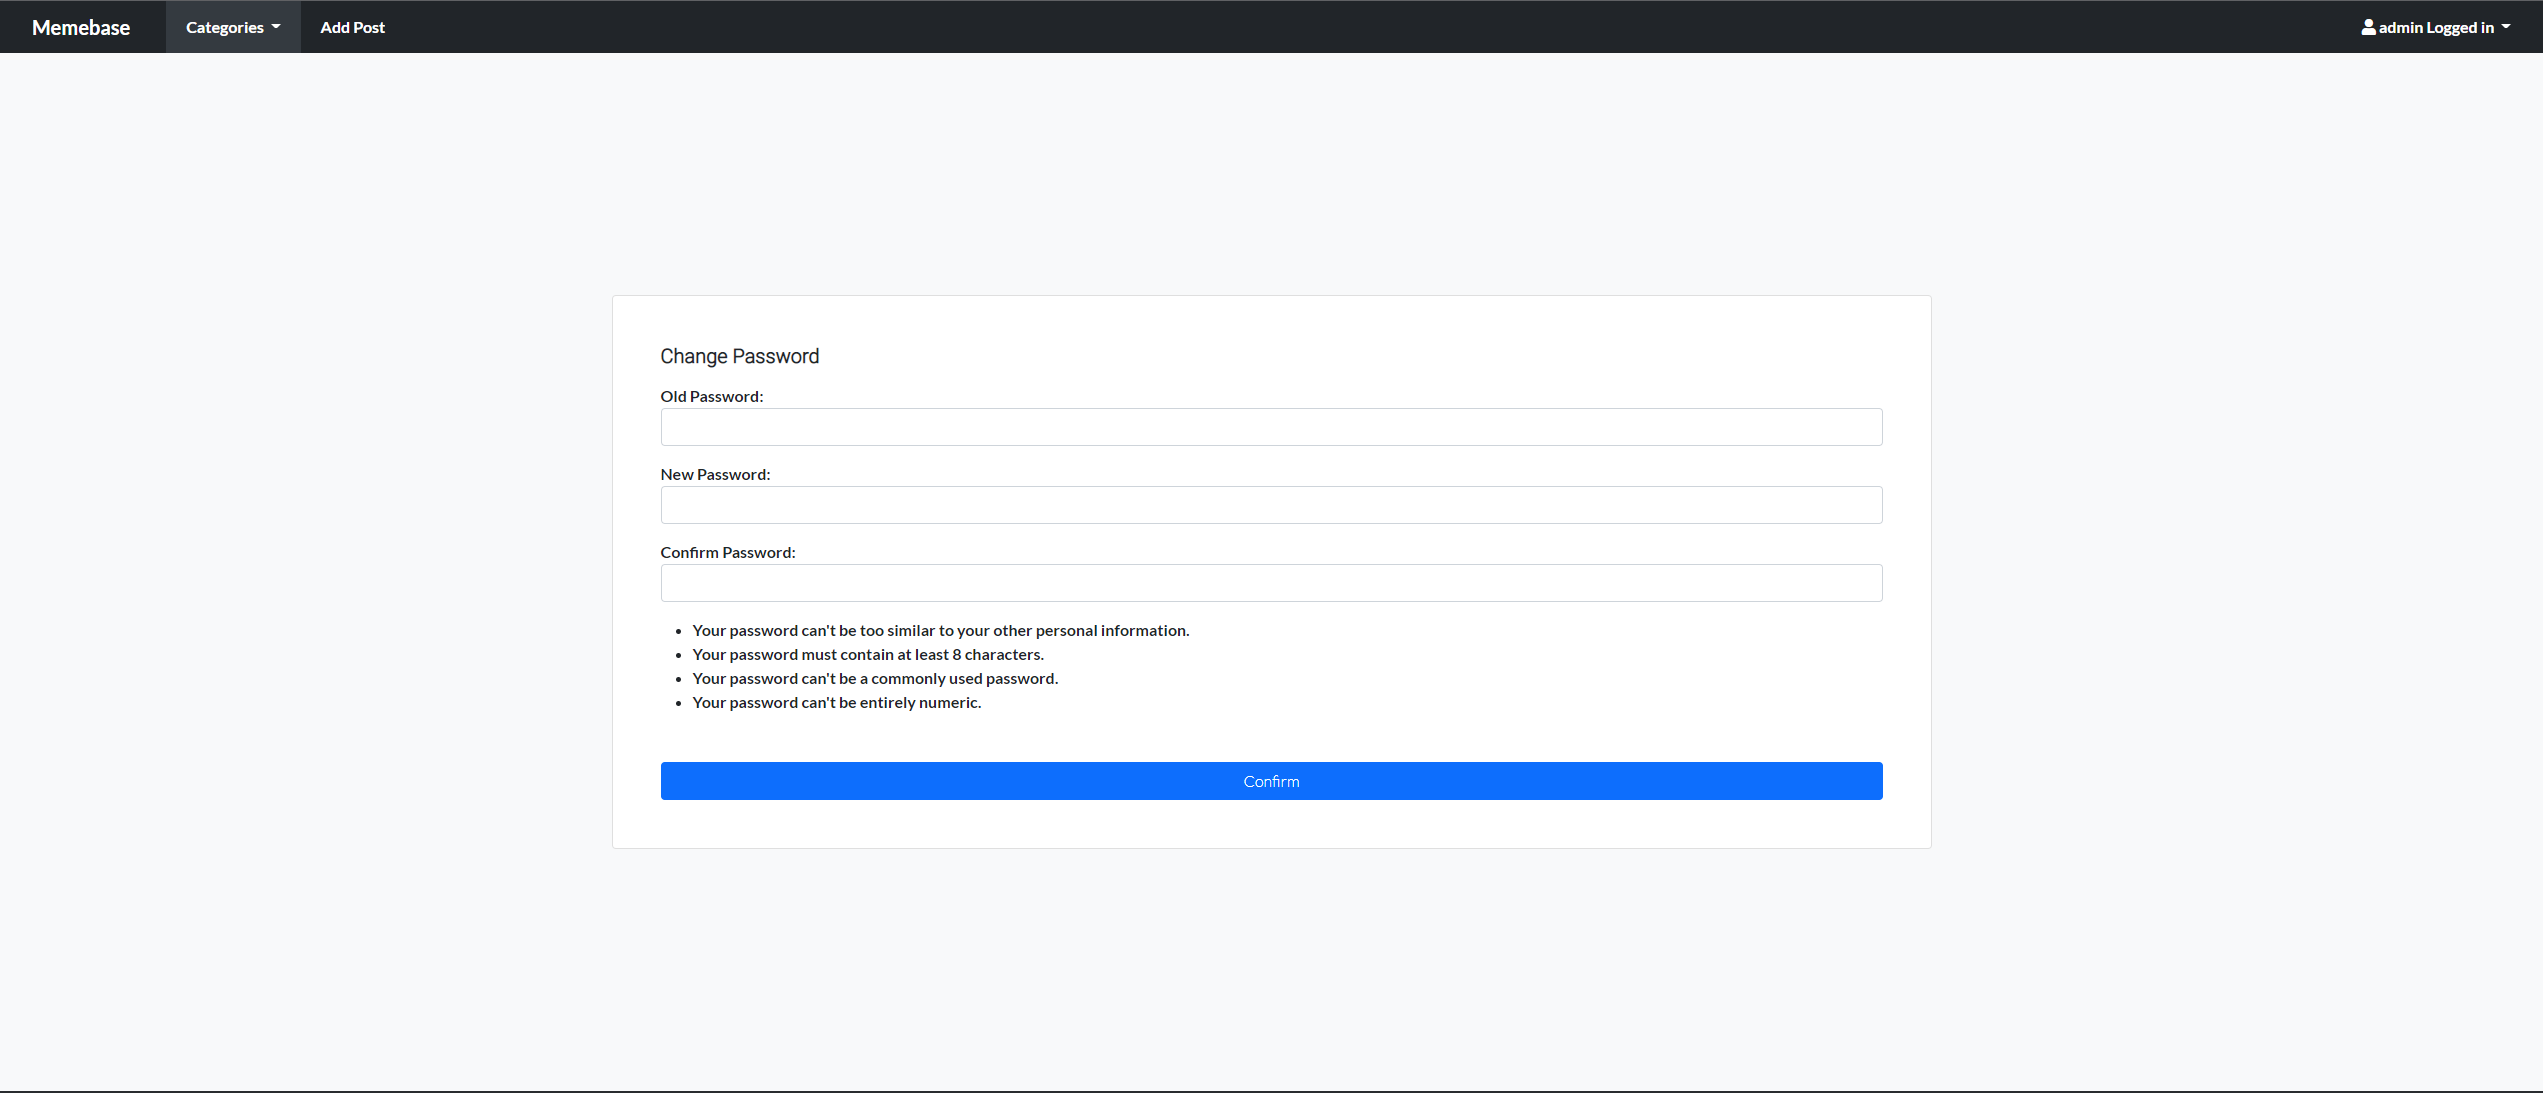 Memebase Categories Add Post admin Logged in
Change Password
Old Password:
New Password:
Confirm Password:
Your password can't be too similar to your other personal information.
Your password must contain at least 8 characters.
Your password can't be a commonly used password.
Your password can't be entirely numeric.
Confirm